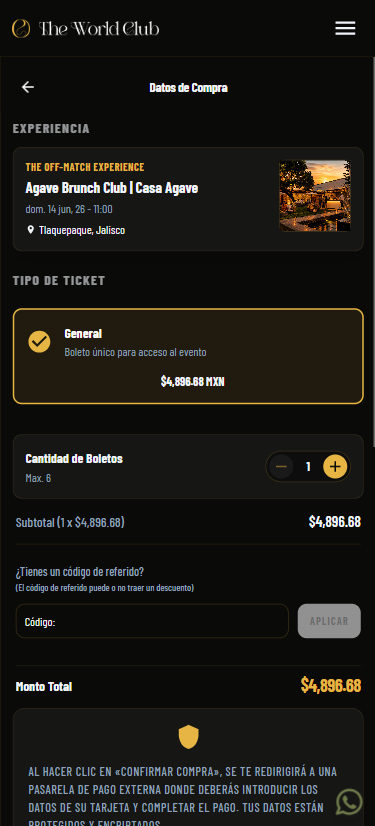 The World Club
Datos de Compra
EXPERIENCIA
THE OFF-MATCH EXPERIENCE
Agave Brunch Club | Casa Agave
dom. 14 jun, 26 - 11:00
Tlaquepaque, Jalisco
TIPO DE TICKET
General
Boleto único para acceso al evento
$4,896.68 MXN
Cantidad de Boletos
Max. 6
1
Subtotal (1 x $4,896.68)
$4,896.68
¿Tienes un código de referido?
(El código de referido puede o no traer un descuento)
Código:
APLICAR
Monto Total
$4,896.68
AL HACER CLIC EN «CONFIRMAR COMPRA», SE TE REDIRIGIRÁ A UNA
PASARELA DE PAGO EXTERNA DONDE DEBERÁS INTRODUCIR LOS
DATOS DE SU TARJETA Y COMPLETAR EL PAGO. TUS DATOS ESTÁN
PROTEGIDOS Y ENCRIPTADOS